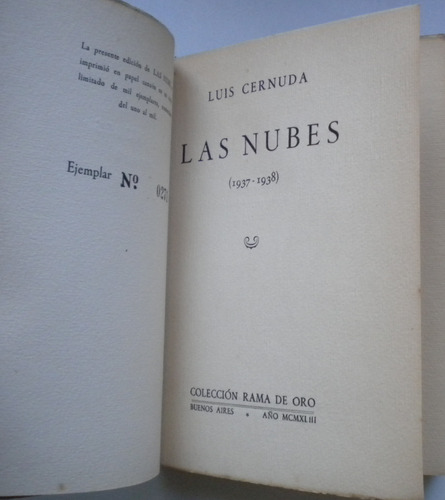 La presente edición de LAS
imprimió en papel
limitado de mil ejemplares,
del uno al mil.
Ejemplar Nº
LUIS CERNUDA
LAS NUBES
(1937-1938)
COLECCIÓN RAMA DE ORO
BUENOS AIRES • AÑO MCMXLIII